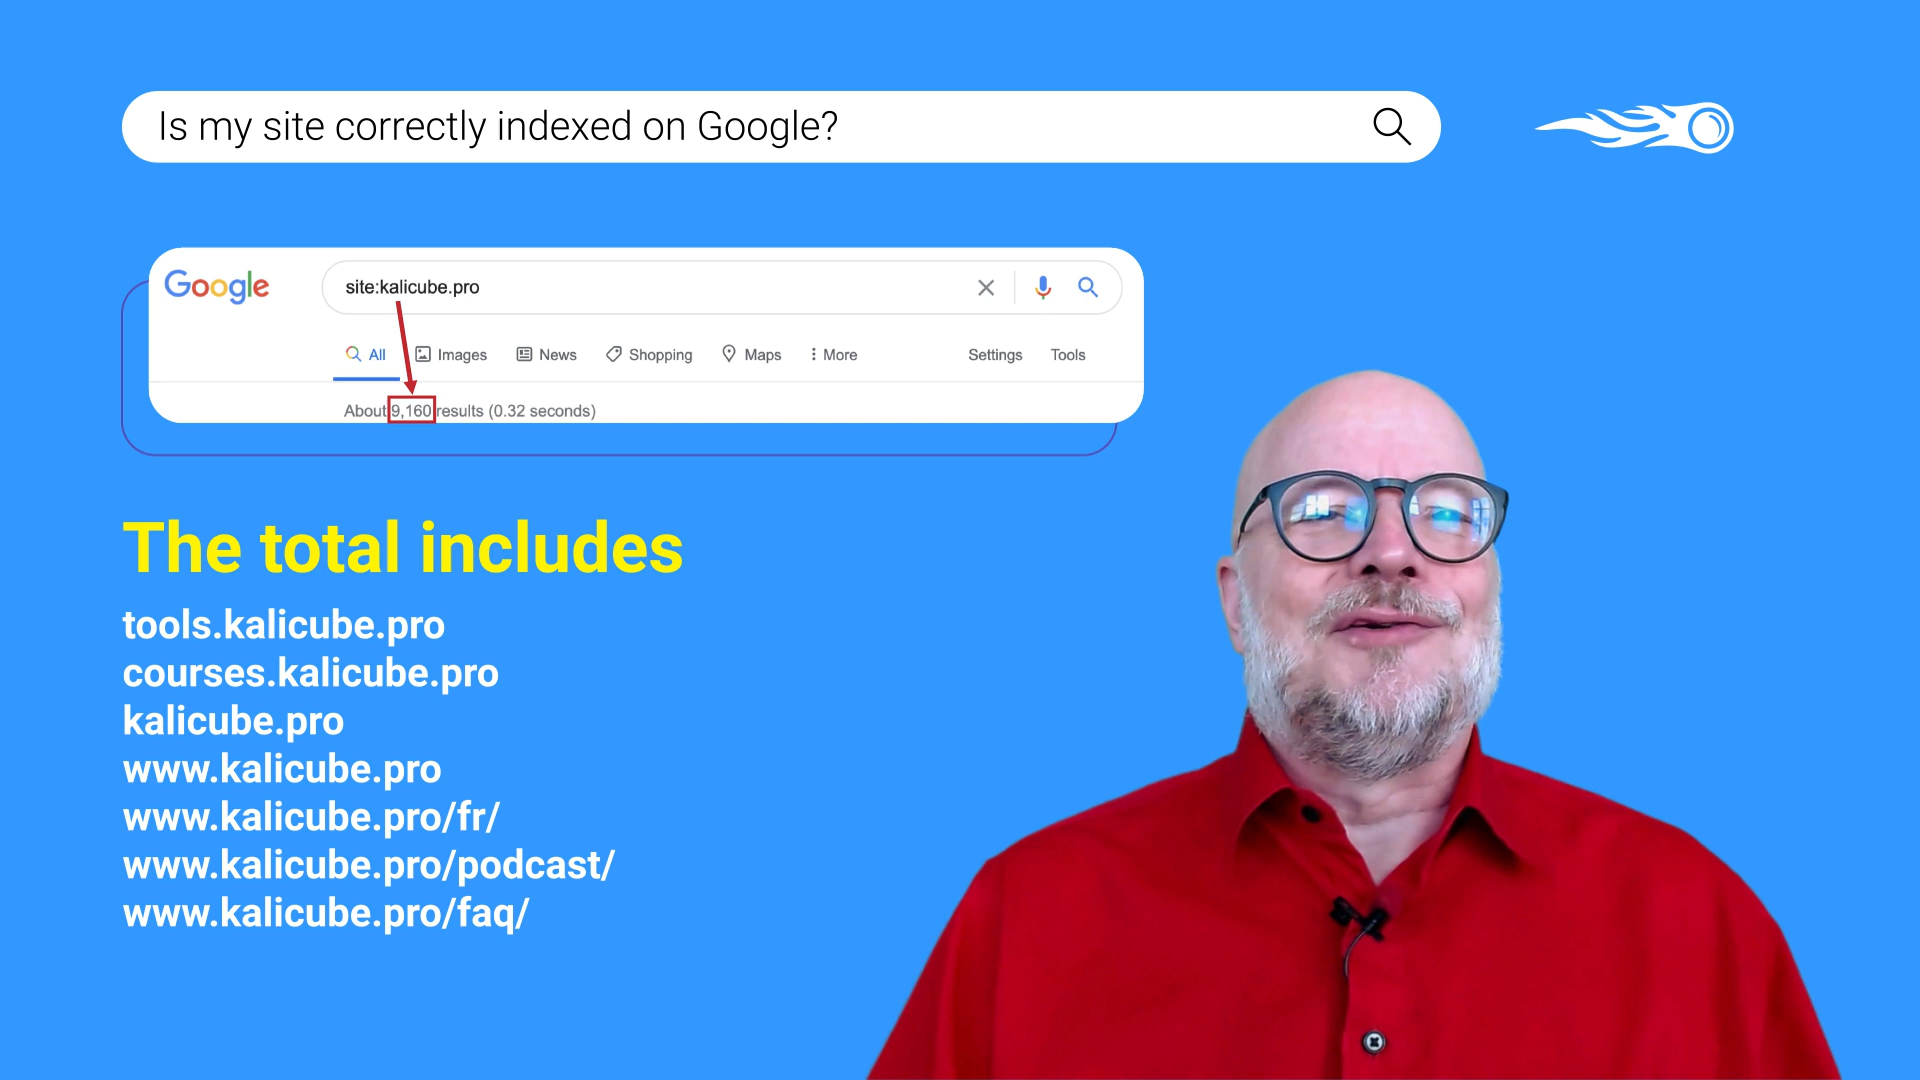 Is my site correctly indexed on Google?
Google
site:kalicube.pro
All Images News Shopping Maps More Settings Tools
About 9,160 results (0.32 seconds)
The total includes
tools.kalicube.pro
courses.kalicube.pro
kalicube.pro
www.kalicube.pro
www.kalicube.pro/fr/
www.kalicube.pro/podcast/
www.kalicube.pro/faq/